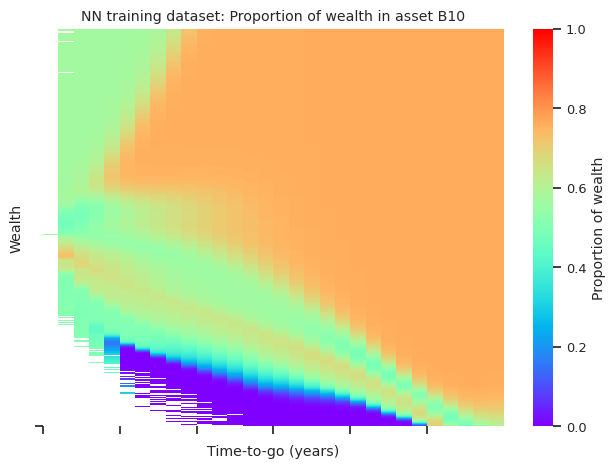 NN training dataset: Proportion of wealth in asset B10
1.0
0.8
0.6
0.4
0.2
0.0
Proportion of wealth
Wealth
Time-to-go (years)